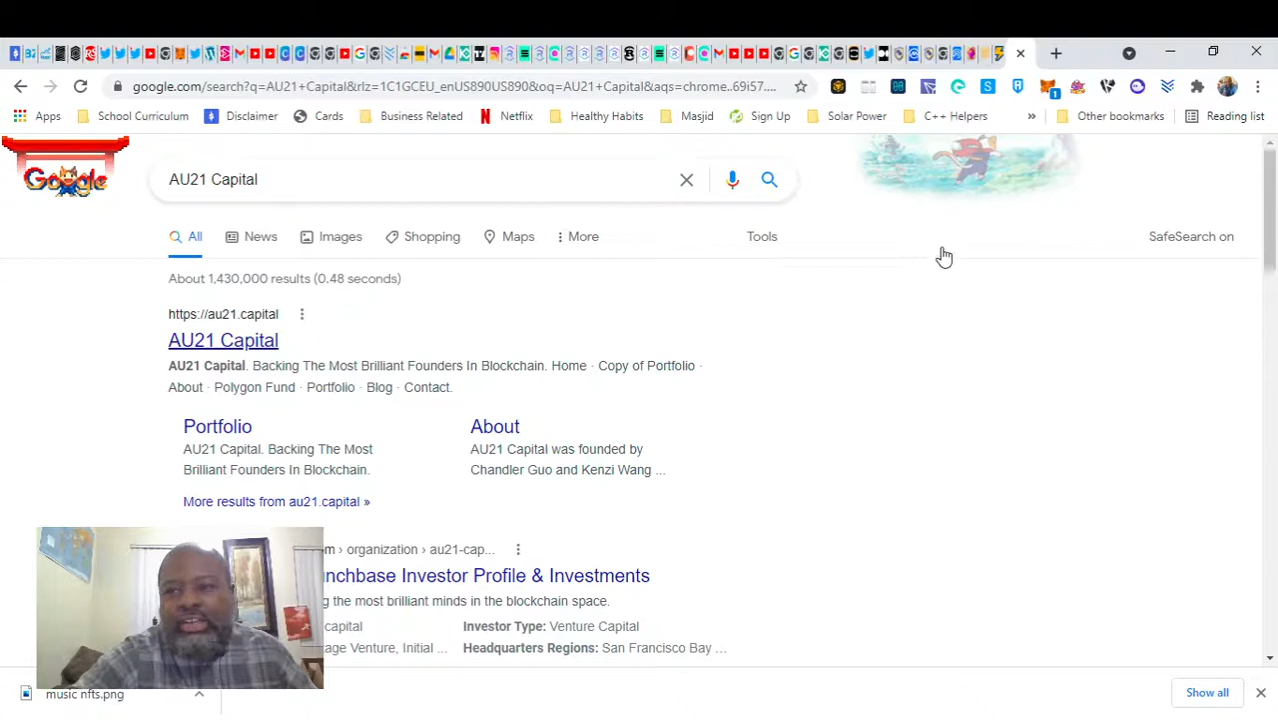 google.com/search?q=AU21+Capital&rlz=1C1GCEU_enUS890US890&oq=AU21+Capital&aqs=chrome..69i57....
Apps School Curriculum Disclaimer Cards Business Related Netflix Healthy Habits Masjid Sign Up Solar Power C++ Helpers » Other bookmarks Reading list
Google
AU21 Capital
All News Images Shopping Maps More Tools SafeSearch on
About 1,430,000 results (0.48 seconds)
https://au21.capital
AU21 Capital
AU21 Capital. Backing The Most Brilliant Founders In Blockchain. Home · Copy of Portfolio ·
About · Polygon Fund · Portfolio · Blog · Contact.
Portfolio
AU21 Capital. Backing The Most
Brilliant Founders In Blockchain.
About
AU21 Capital was founded by
Chandler Guo and Kenzi Wang ...
More results from au21.capital »
m › organization › au21-cap...
nchbase Investor Profile & Investments
g the most brilliant minds in the blockchain space.
capital Investor Type: Venture Capital
age Venture, Initial ... Headquarters Regions: San Francisco Bay ...
music nfts.png
Show all